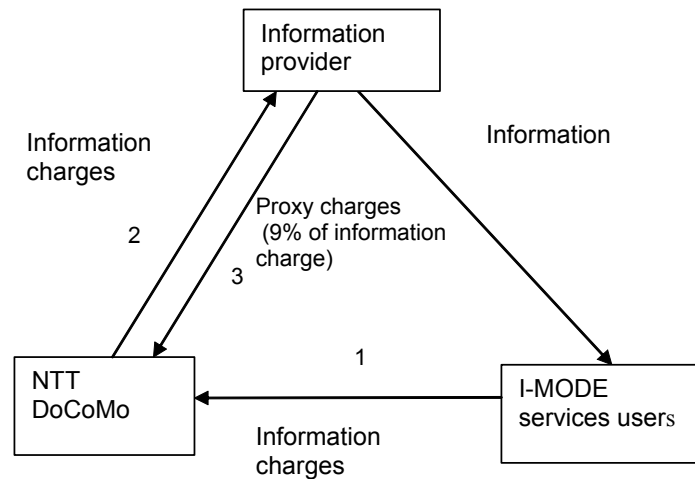 Information
provider
Information
charges
Information
2
Proxy charges
(9% of information
charge)
3
1
NTT
DoCoMo
I-MODE
services users
Information
charges